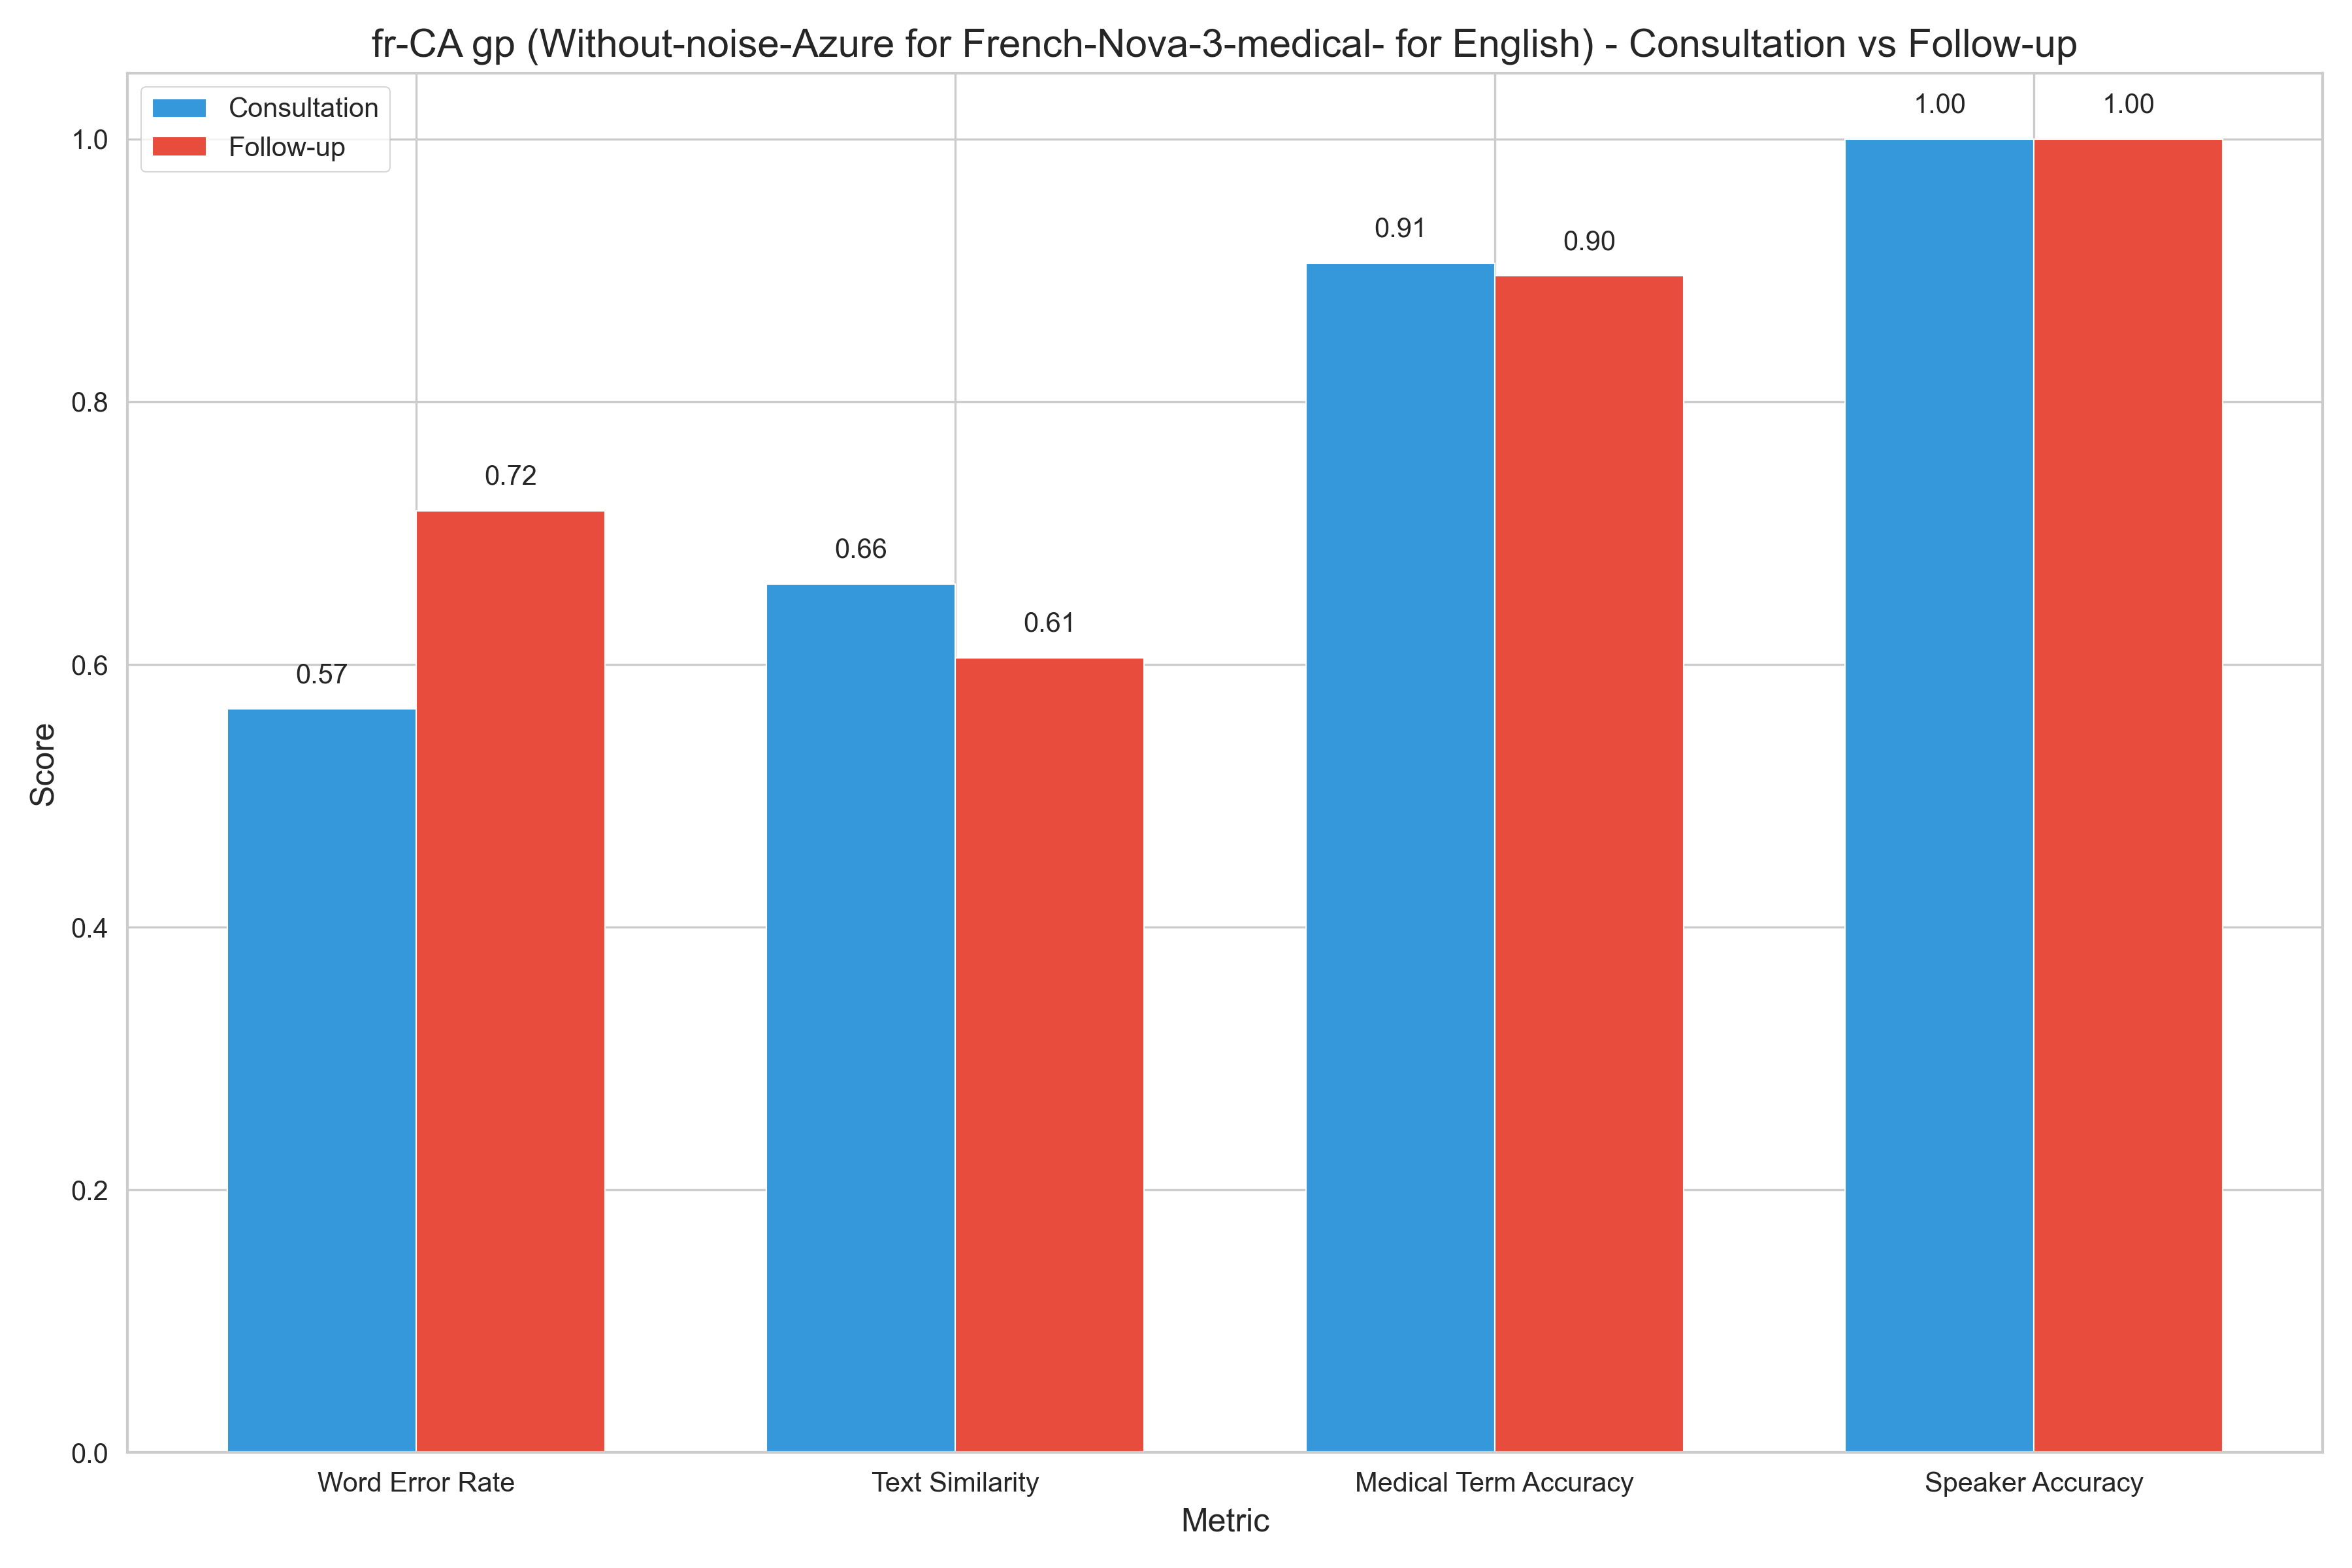 fr-CA gp (Without-noise-Azure for French-Nova-3-medical- for English) - Consultation vs Follow-up
Consultation
Follow-up
1.0
0.8
0.6
0.4
0.2
0.0
Score
0.57
0.72
0.66
0.61
0.91
0.90
1.00
1.00
Word Error Rate
Text Similarity
Medical Term Accuracy
Speaker Accuracy
Metric